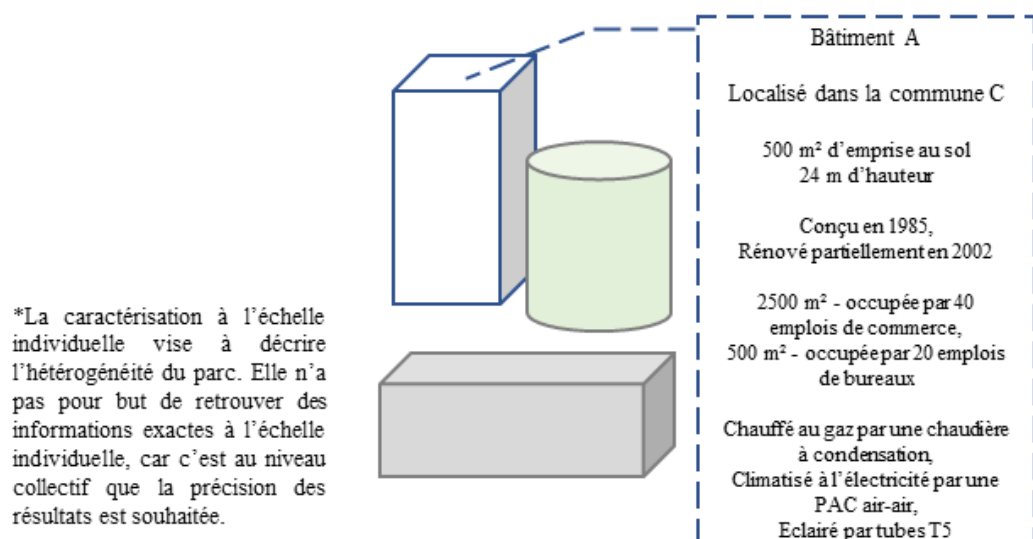 Bâtiment A
Localisé dans la commune C
500 m² d’emprise au sol
24 m d’hauteur
Conçu en 1985,
Rénové partiellement en 2002
2500 m² - occupée par 40
emplois de commerce,
500 m² - occupée par 20 emplois
de bureaux
Chauffé au gaz par une chaudière
à condensation,
Climatisé à l’électricité par une
PAC air-air,
Eclairé par tubes T5
*La caractérisation à l’échelle
individuelle vise à décrire
l’hétérogénéité du parc. Elle n’a
pas pour but de retrouver des
informations exactes à l’échelle
individuelle, car c’est au niveau
collectif que la précision des
résultats est souhaitée.